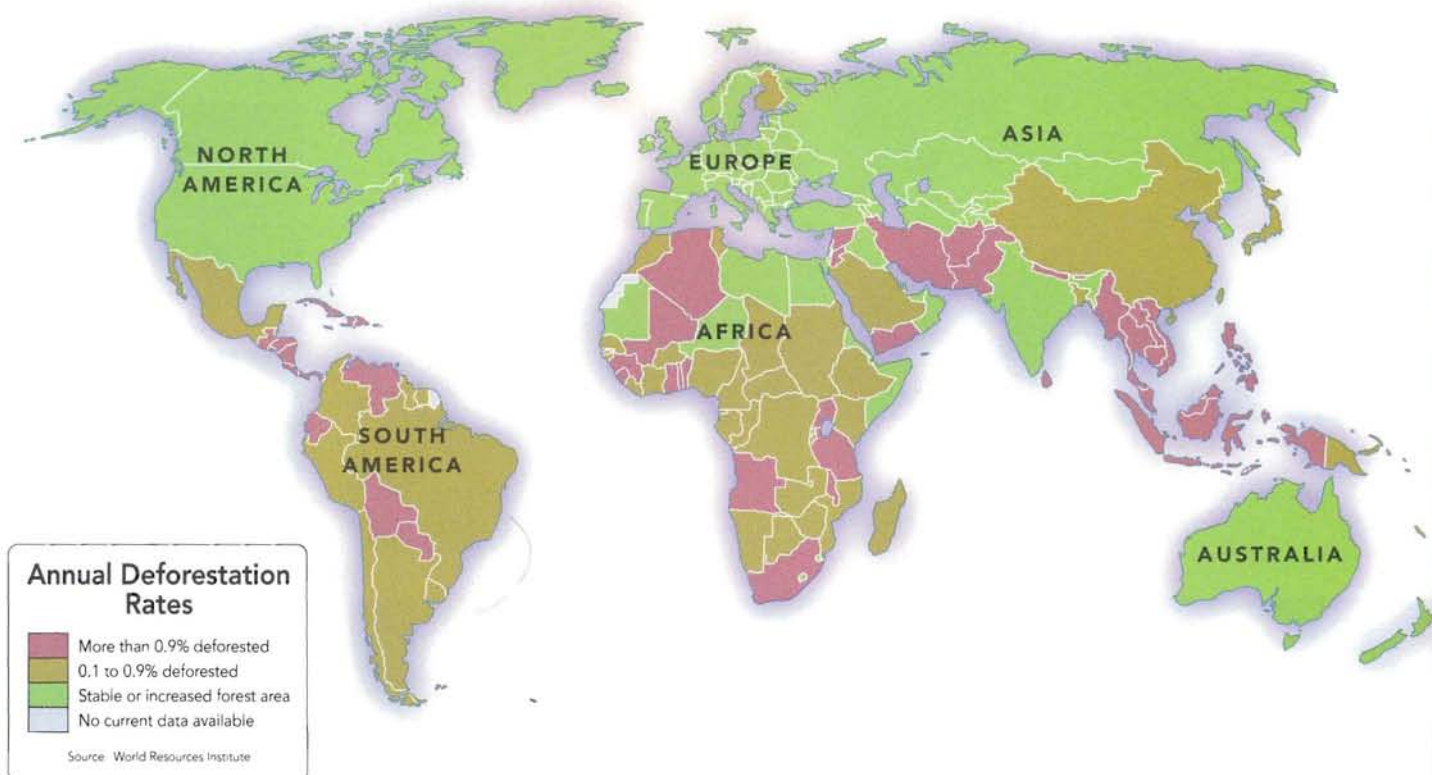 NORTH
AMERICA
EUROPE
ASIA
AFRICA
SOUTH
AMERICA
AUSTRALIA
Annual Deforestation
Rates
More than 0.9% deforested
0.1 to 0.9% deforested
Stable or increased forest area
No current data available
Source: World Resources Institute